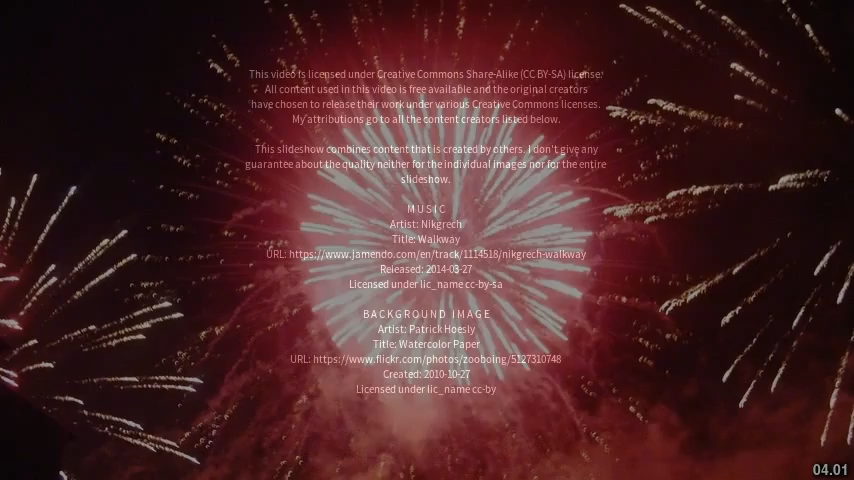 This video is licensed under Creative Commons Share-Alike (CC BY-SA) license.
All content used in this video is free available and the original creators
have chosen to release their work under various Creative Commons licenses.
My attributions go to all the content creators listed below.
This slideshow combines content that is created by others. I don't give any
guarantee about the quality neither for the individual images nor for the entire
slideshow.
MUSIC
Artist: Nikgrech
Title: Walkway
URL: https://www.jamendo.com/en/track/1114518/nikgrech-walkway
Released: 2014-03-27
Licensed under lic_name cc-by-sa
BACKGROUND IMAGE
Artist: Patrick Hoesly
Title: Watercolor Paper
URL: https://www.flickr.com/photos/zooboing/5127310748
Created: 2010-10-27
Licensed under lic_name cc-by
04.01